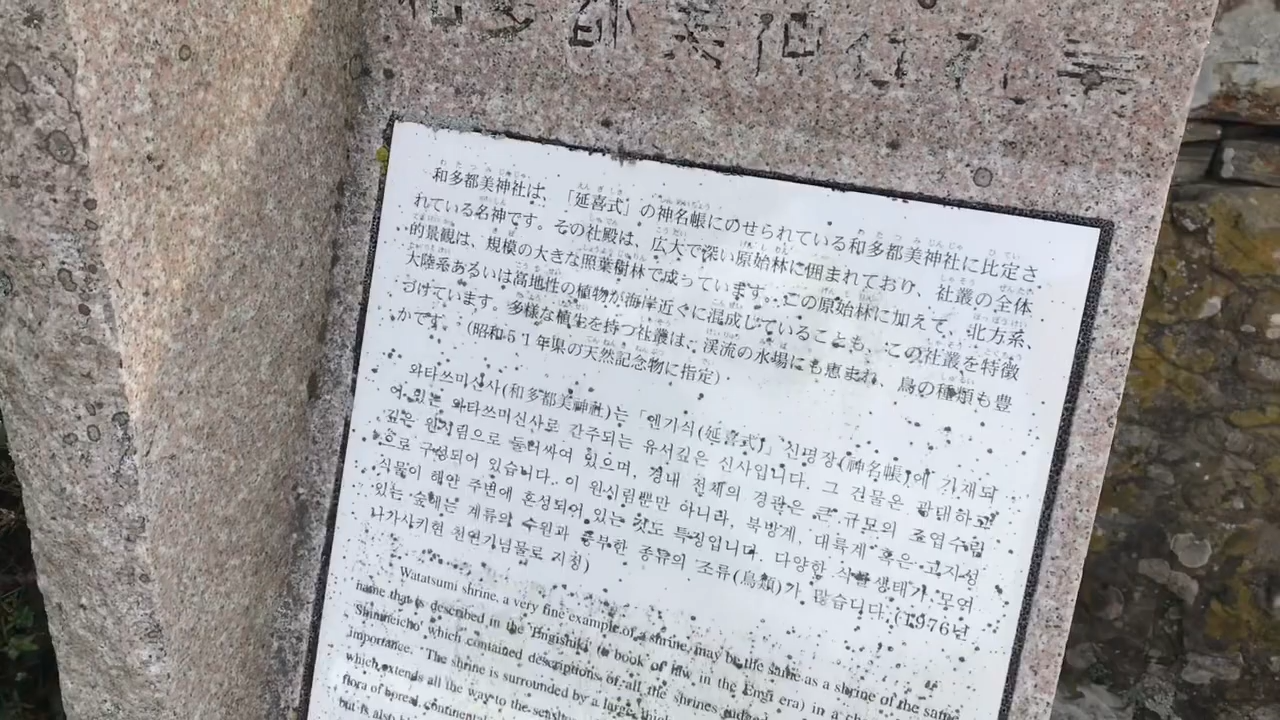 和多都美神社
和多都美神社は、「延喜式」の神名帳にのせられている和多都美神社に比定さ
れている名神です。その社殿は、広大で深い原始林に囲まれており、社叢の全体
的景観は、規模の大きな照葉樹林で成っています。この原始林に加えて、北方系、
大陸系あるいは高地性の植物が海岸近くに混成していることも、この社叢を特徴
づけています。多様な植生を持つ社叢は、渓流の水場にも恵まれ、鳥の種類も豊
かです。(昭和51年県の天然記念物に指定)
와타쓰미신사(和多都美神社)는 「엔기식(延喜式)」 신명장(神名帳)에 기재되
어 있는 와타쓰미신사로 간주되는 유서깊은 신사입니다. 그 건물은 광대하고
깊은 원시림으로 둘러싸여 있으며, 경내 전체의 경관은 큰 규모의 조엽수림
으로 구성되어 있습니다. 이 원시림뿐만 아니라, 북방계, 대륙계 혹은 고지성
식물이 해안 주변에 혼성되어 있는 것도 특징입니다. 다양한 식물생태가
있는 숲에는 계류의 수원과 풍부한 종류의 조류(鳥類)가 많습니다. (1976년
나가사키현 천연기념물로 지정)
Watatsumi shrine, a very fine example of a shrine, may be the same as a shrine of the same
name that is described in the 'Engishiki' (a book of law in the Engi era) in a
Shinmeicho' which contained descriptions of all the shrines
importance. The shrine is surrounded by a large
which extends all the way to the
flora of boreal, continental
but is also